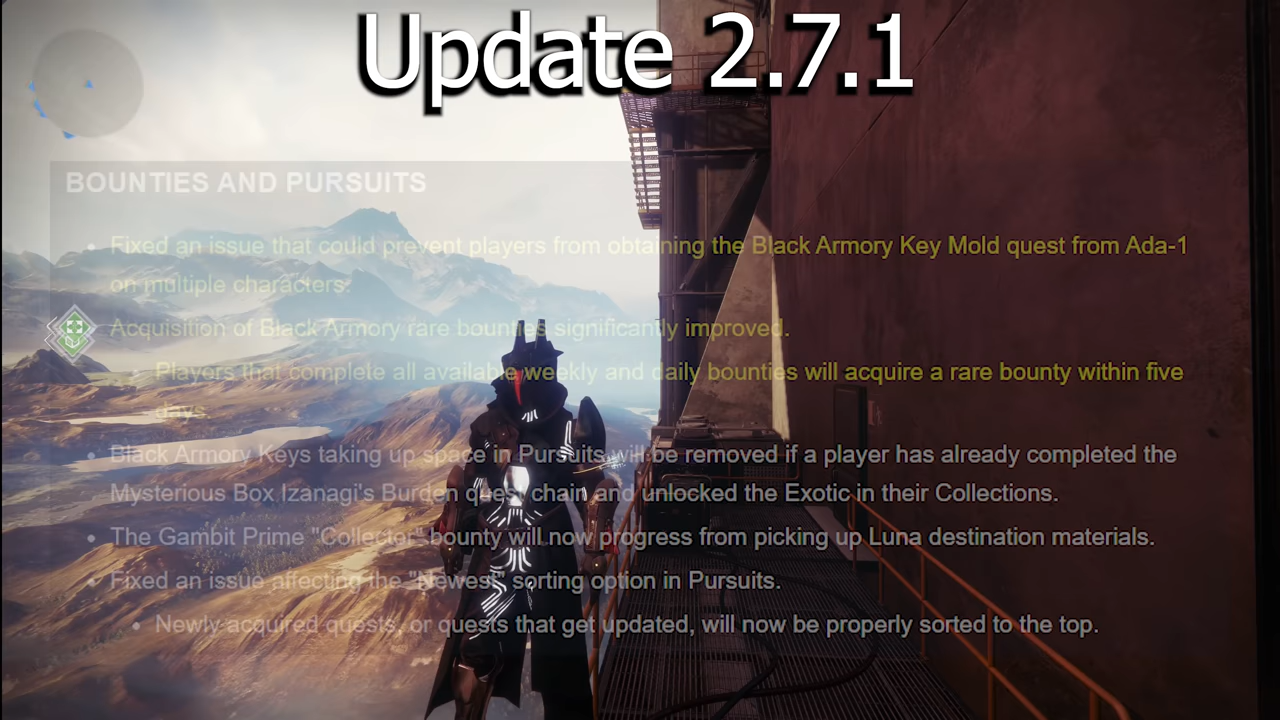 Update 2.7.1
BOUNTIES AND PURSUITS
• Fixed an issue that could prevent players from obtaining the Black Armory Key Mold quest from Ada-1
on multiple characters.
• Acquisition of Black Armory rare bounties significantly improved.
• Players that complete all available weekly and daily bounties will acquire a rare bounty within five
days.
• Black Armory Keys taking up space in Pursuits, will be removed if a player has already completed the
Mysterious Box Izanagi's Burden quest chain and unlocked the Exotic in their Collections.
• The Gambit Prime "Collector" bounty will now progress from picking up Luna destination materials.
• Fixed an issue affecting the "Newest" sorting option in Pursuits.
• Newly acquired quests, or quests that get updated, will now be properly sorted to the top.